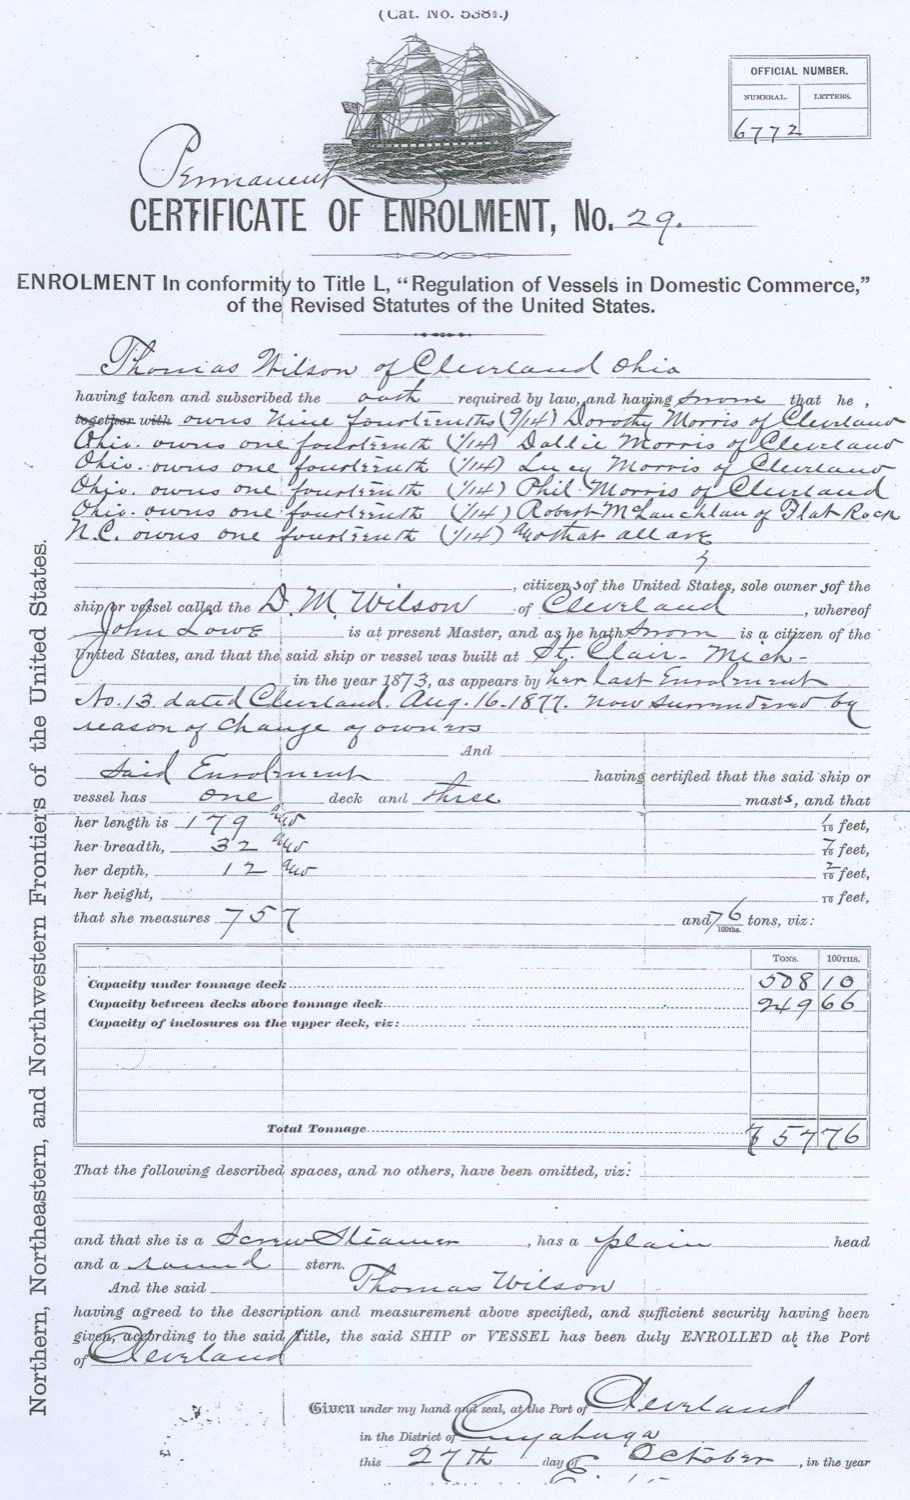 (Cat. No. 5384.)
OFFICIAL NUMBER.
NUMERAL. LETTERS.
6772
Permanent
CERTIFICATE OF ENROLMENT, No. 29.
ENROLMENT In conformity to Title L, “Regulation of Vessels in Domestic Commerce,”
of the Revised Statutes of the United States.
Thomas Wilson of Cleveland Ohio
having taken and subscribed the oath required by law, and having sworn that he,
together with owns Nine fourteenths (9/14) Dorothy Morris of Cleveland
Ohio. owns one fourteenth (1/14) Dallie Morris of Cleveland
Ohio. owns one fourteenth (1/14) Lucy Morris of Cleveland
Ohio. owns one fourteenth (1/14) Phil Morris of Cleveland
Ohio. owns one fourteenth (1/14) Robert McLauchlan of Flat Rock
N.C. owns one fourteenth (1/14) and that all are
, citizens of the United States, sole owners of the
ship or vessel called the D. M. Wilson of Cleveland, whereof
John Lowe is at present Master, and as he hath sworn is a citizen of the
United States, and that the said ship or vessel was built at St. Clair - Mich -
in the year 1873, as appears by her last Enrolment
No. 13. dated Cleveland. Aug. 16. 1877. now surrendered by
reason of change of owners
And
Said Enrolment having certified that the said ship or
vessel has one deck and three masts, and that
her length is 179 and 1/10 feet,
her breadth, 32 and 7/10 feet,
her depth, 12 and 2/10 feet,
her height, 10 feet,
that she measures 757 and 76/100ths. tons, viz:
TONS. 100THS.
Capacity under tonnage deck 508 10
Capacity between decks above tonnage deck 249 66
Capacity of inclosures on the upper deck, viz:
Total Tonnage 757 76
That the following described spaces, and no others, have been omitted, viz:
and that she is a Screw Steamer, has a plain head
and a round stern.
And the said Thomas Wilson
having agreed to the description and measurement above specified, and sufficient security having been
given, according to the said Title, the said SHIP or VESSEL has been duly ENROLLED at the Port
of Cleveland
Given under my hand and seal, at the Port of Cleveland
in the District of Cuyahoga
this 27th day of October, in the year
Northern, Northeastern, and Northwestern Frontiers of the United States.